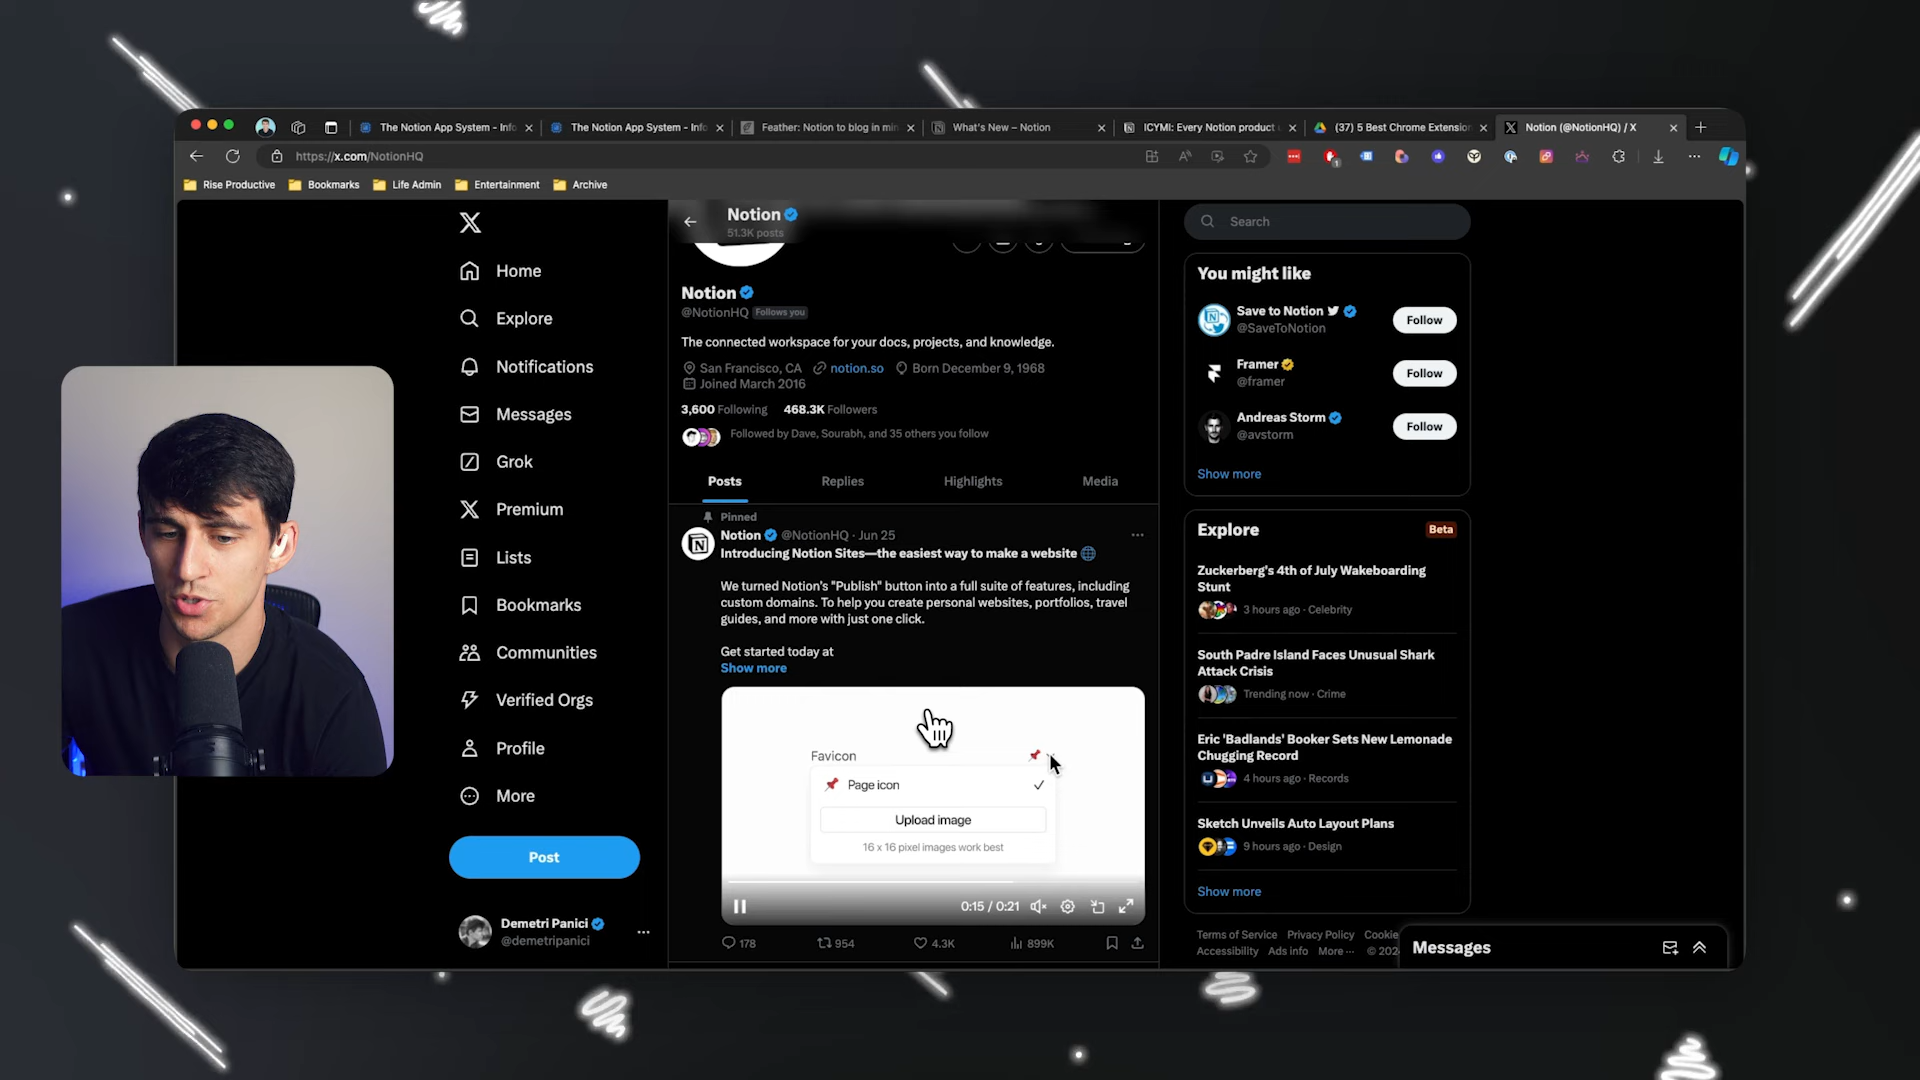 The Notion App System - Info
The Notion App System - Info
Feather: Notion to blog in min
What's New – Notion
ICYMI: Every Notion product u
(37) 5 Best Chrome Extension
Notion (@NotionHQ) / X
https://x.com/NotionHQ
Rise Productive
Bookmarks
Life Admin
Entertainment
Archive
Home
Explore
Notifications
Messages
Grok
Premium
Lists
Bookmarks
Communities
Verified Orgs
Profile
More
Post
Demetri Panici
@demetripanici
Notion
51.3K posts
Notion
@NotionHQ Follows you
The connected workspace for your docs, projects, and knowledge.
San Francisco, CA notion.so Born December 9, 1968
Joined March 2016
3,600 Following 468.3K Followers
Followed by Dave, Sourabh, and 35 others you follow
Posts Replies Highlights Media
Pinned
Notion @NotionHQ · Jun 25
Introducing Notion Sites—the easiest way to make a website
We turned Notion's "Publish" button into a full suite of features, including
custom domains. To help you create personal websites, portfolios, travel
guides, and more with just one click.
Get started today at
Show more
Favicon
Page icon
Upload image
16 x 16 pixel images work best
0:15 / 0:21
178 954 4.3K 899K
Search
You might like
Save to Notion
@SaveToNotion
Follow
Framer
@framer
Follow
Andreas Storm
@avstorm
Follow
Show more
Explore
Beta
Zuckerberg's 4th of July Wakeboarding
Stunt
3 hours ago · Celebrity
South Padre Island Faces Unusual Shark
Attack Crisis
Trending now · Crime
Eric 'Badlands' Booker Sets New Lemonade
Chugging Record
4 hours ago · Records
Sketch Unveils Auto Layout Plans
9 hours ago · Design
Show more
Terms of Service Privacy Policy Cookie
Accessibility Ads info More ··· © 202
Messages